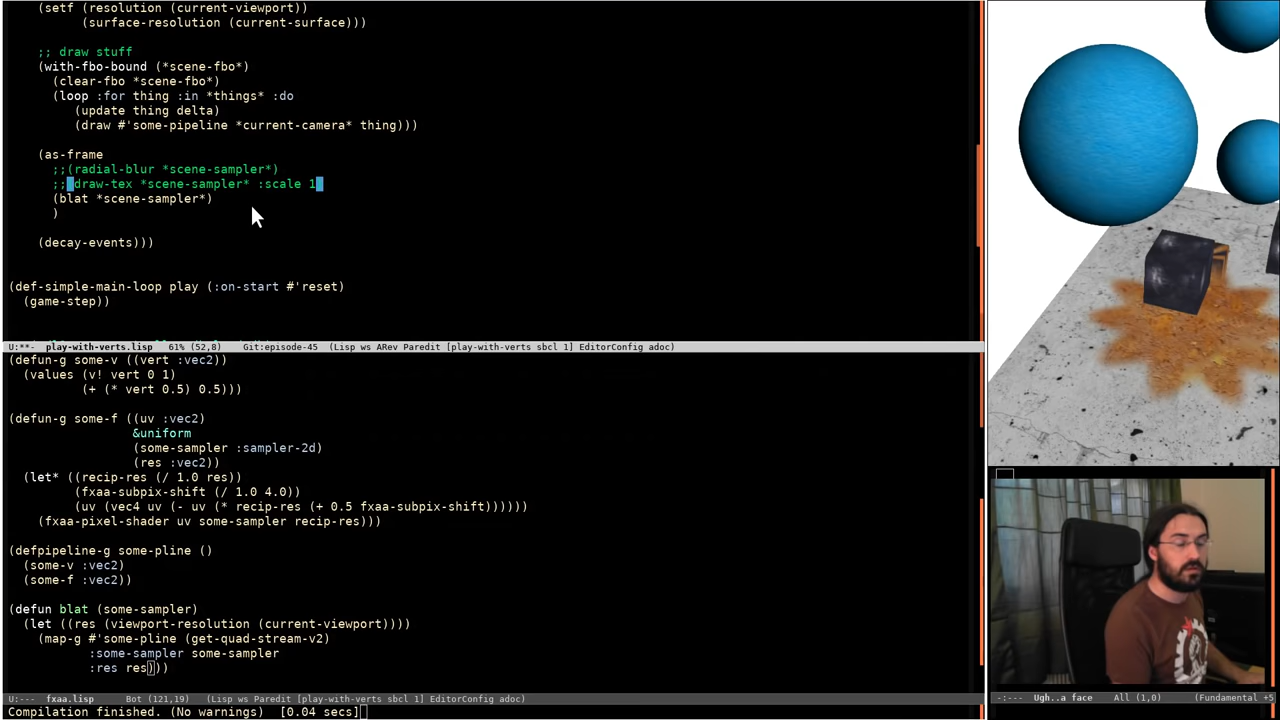 (setf (resolution (current-viewport))
(surface-resolution (current-surface)))
;; draw stuff
(with-fbo-bound (*scene-fbo*)
(clear-fbo *scene-fbo*)
(loop :for thing :in *things* :do
(update thing delta)
(draw #'some-pipeline *current-camera* thing)))
(as-frame
;;(radial-blur *scene-sampler*)
;;(draw-tex *scene-sampler* :scale 1)
(blat *scene-sampler*)
)
(decay-events)))
(def-simple-main-loop play (:on-start #'reset)
(game-step))
U:**- play-with-verts.lisp 61% (52,8) Git:episode-45 (Lisp ws ARev Paredit [play-with-verts sbcl 1] EditorConfig adoc)
(defun-g some-v ((vert :vec2))
(values (v! vert 0 1)
(+ (* vert 0.5) 0.5)))
(defun-g some-f ((uv :vec2)
&uniform
(some-sampler :sampler-2d)
(res :vec2))
(let* ((recip-res (/ 1.0 res))
(fxaa-subpix-shift (/ 1.0 4.0))
(uv (vec4 uv (- uv (* recip-res (+ 0.5 fxaa-subpix-shift))))))
(fxaa-pixel-shader uv some-sampler recip-res)))
(defpipeline-g some-pline ()
(some-v :vec2)
(some-f :vec2))
(defun blat (some-sampler)
(let ((res (viewport-resolution (current-viewport))))
(map-g #'some-pline (get-quad-stream-v2)
:some-sampler some-sampler
:res res)))
U:--- fxaa.lisp Bot (121,19) (Lisp ws Paredit [play-with-verts sbcl 1] EditorConfig adoc)
Compilation finished. (No warnings) [0.04 secs]
-:--- Ugh..a face All (1,0) (Fundamental +5